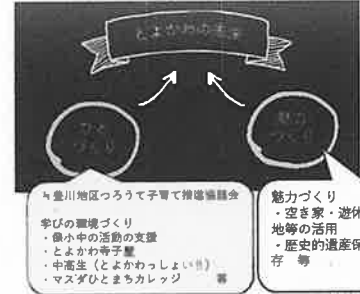 とよかわの未来
ひと
づくり
魅力
づくり
豊川地区つろうて子育て推進協議会
学びの環境づくり
・保小中の活動の支援
・とよかわ寺子屋
・中高生（とよかわっしょい!!）
・マスダひとまちカレッジ 等
魅力づくり
・空き家・遊休
地等の活用
・歴史的遺産保
存 等